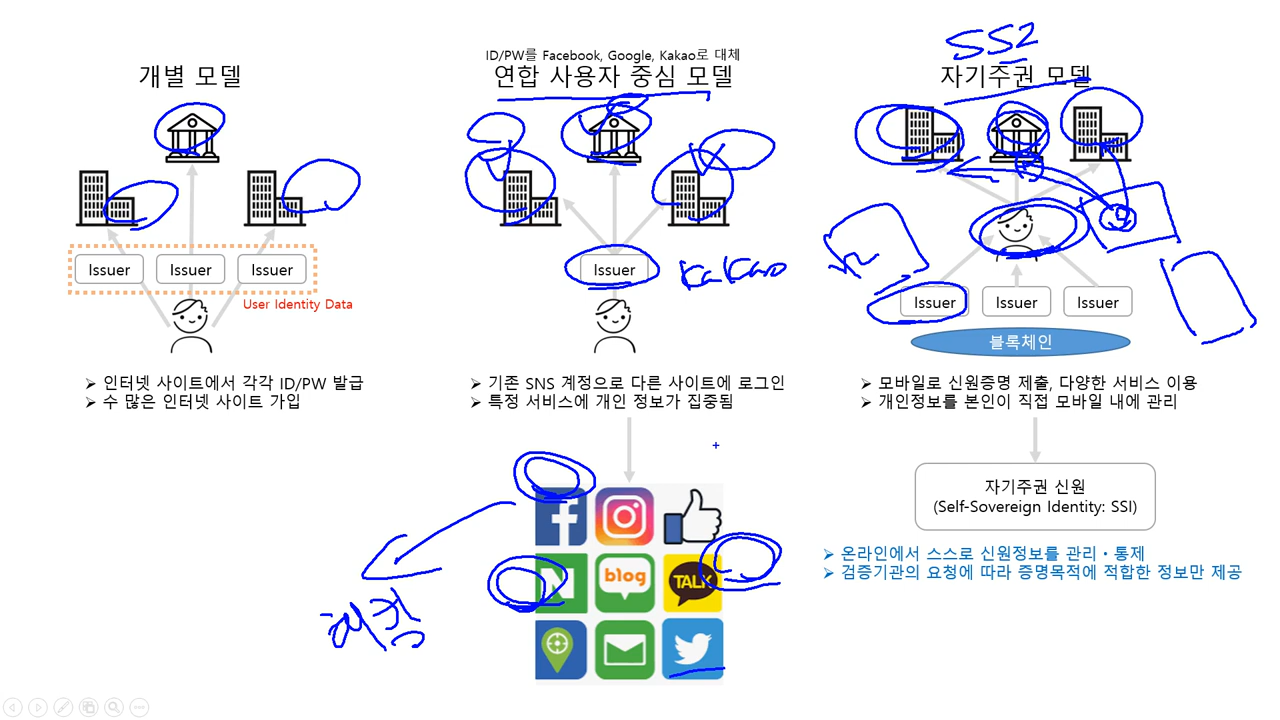 개별 모델
Issuer
Issuer
Issuer
User Identity Data
인터넷 사이트에서 각각 ID/PW 발급
수 많은 인터넷 사이트 가입
ID/PW를 Facebook, Google, Kakao로 대체
연합 사용자 중심 모델
Issuer
KaKao
기존 SNS 계정으로 다른 사이트에 로그인
특정 서비스에 개인 정보가 집중됨
f
N
blog
TALK
해킹
SSI
자기주권 모델
Issuer
Issuer
Issuer
블록체인
모바일로 신원증명 제출, 다양한 서비스 이용
개인정보를 본인이 직접 모바일 내에 관리
자기주권 신원
(Self-Sovereign Identity: SSI)
온라인에서 스스로 신원정보를 관리・통제
검증기관의 요청에 따라 증명목적에 적합한 정보만 제공